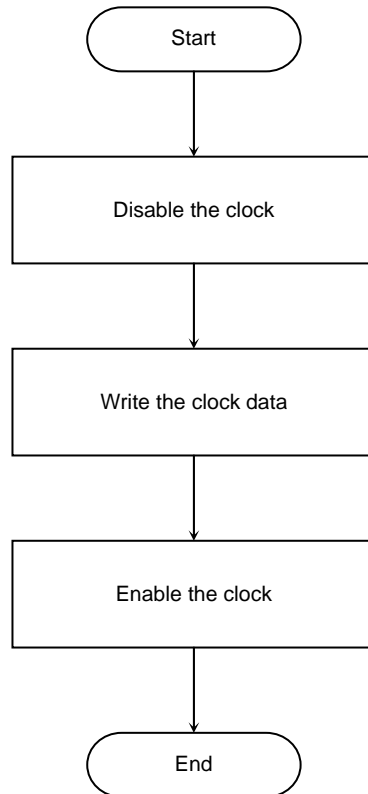 Start
Disable the clock
Write the clock data
Enable the clock
End